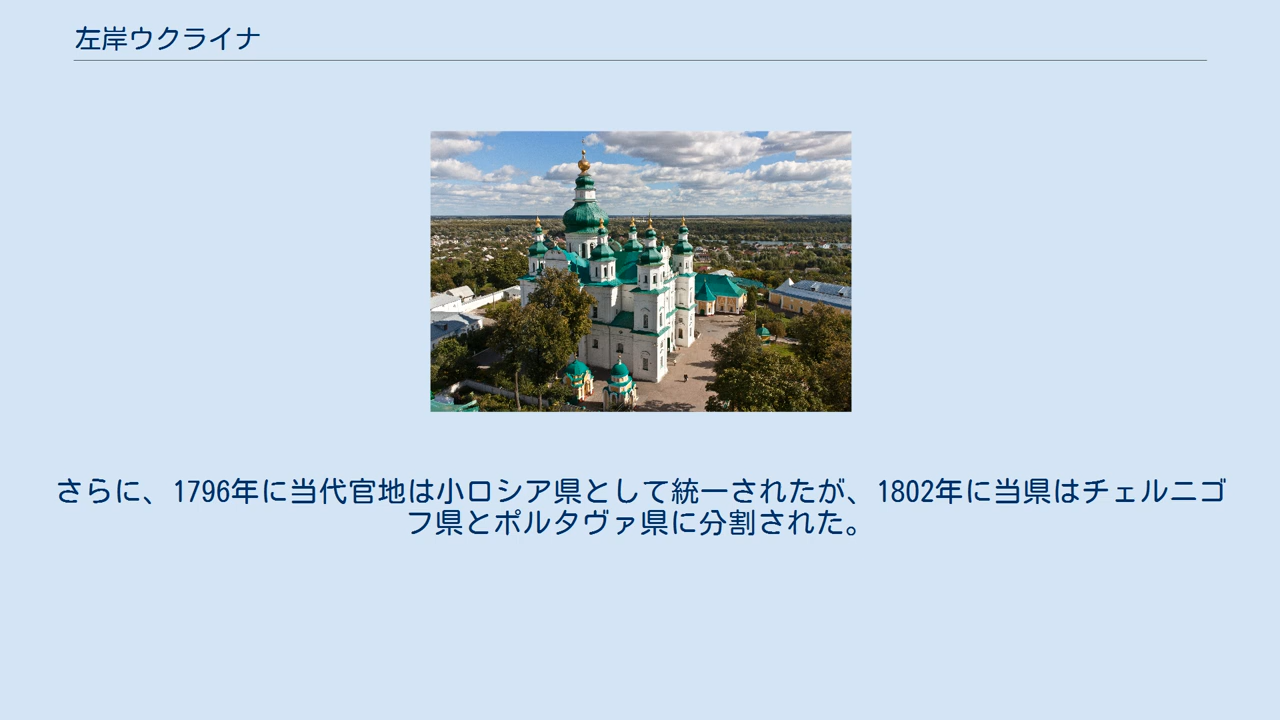 左岸ウクライナ
さらに、1796年に当代官地は小ロシア県として統一されたが、1802年に当県はチェルニゴ
フ県とポルタヴァ県に分割された。